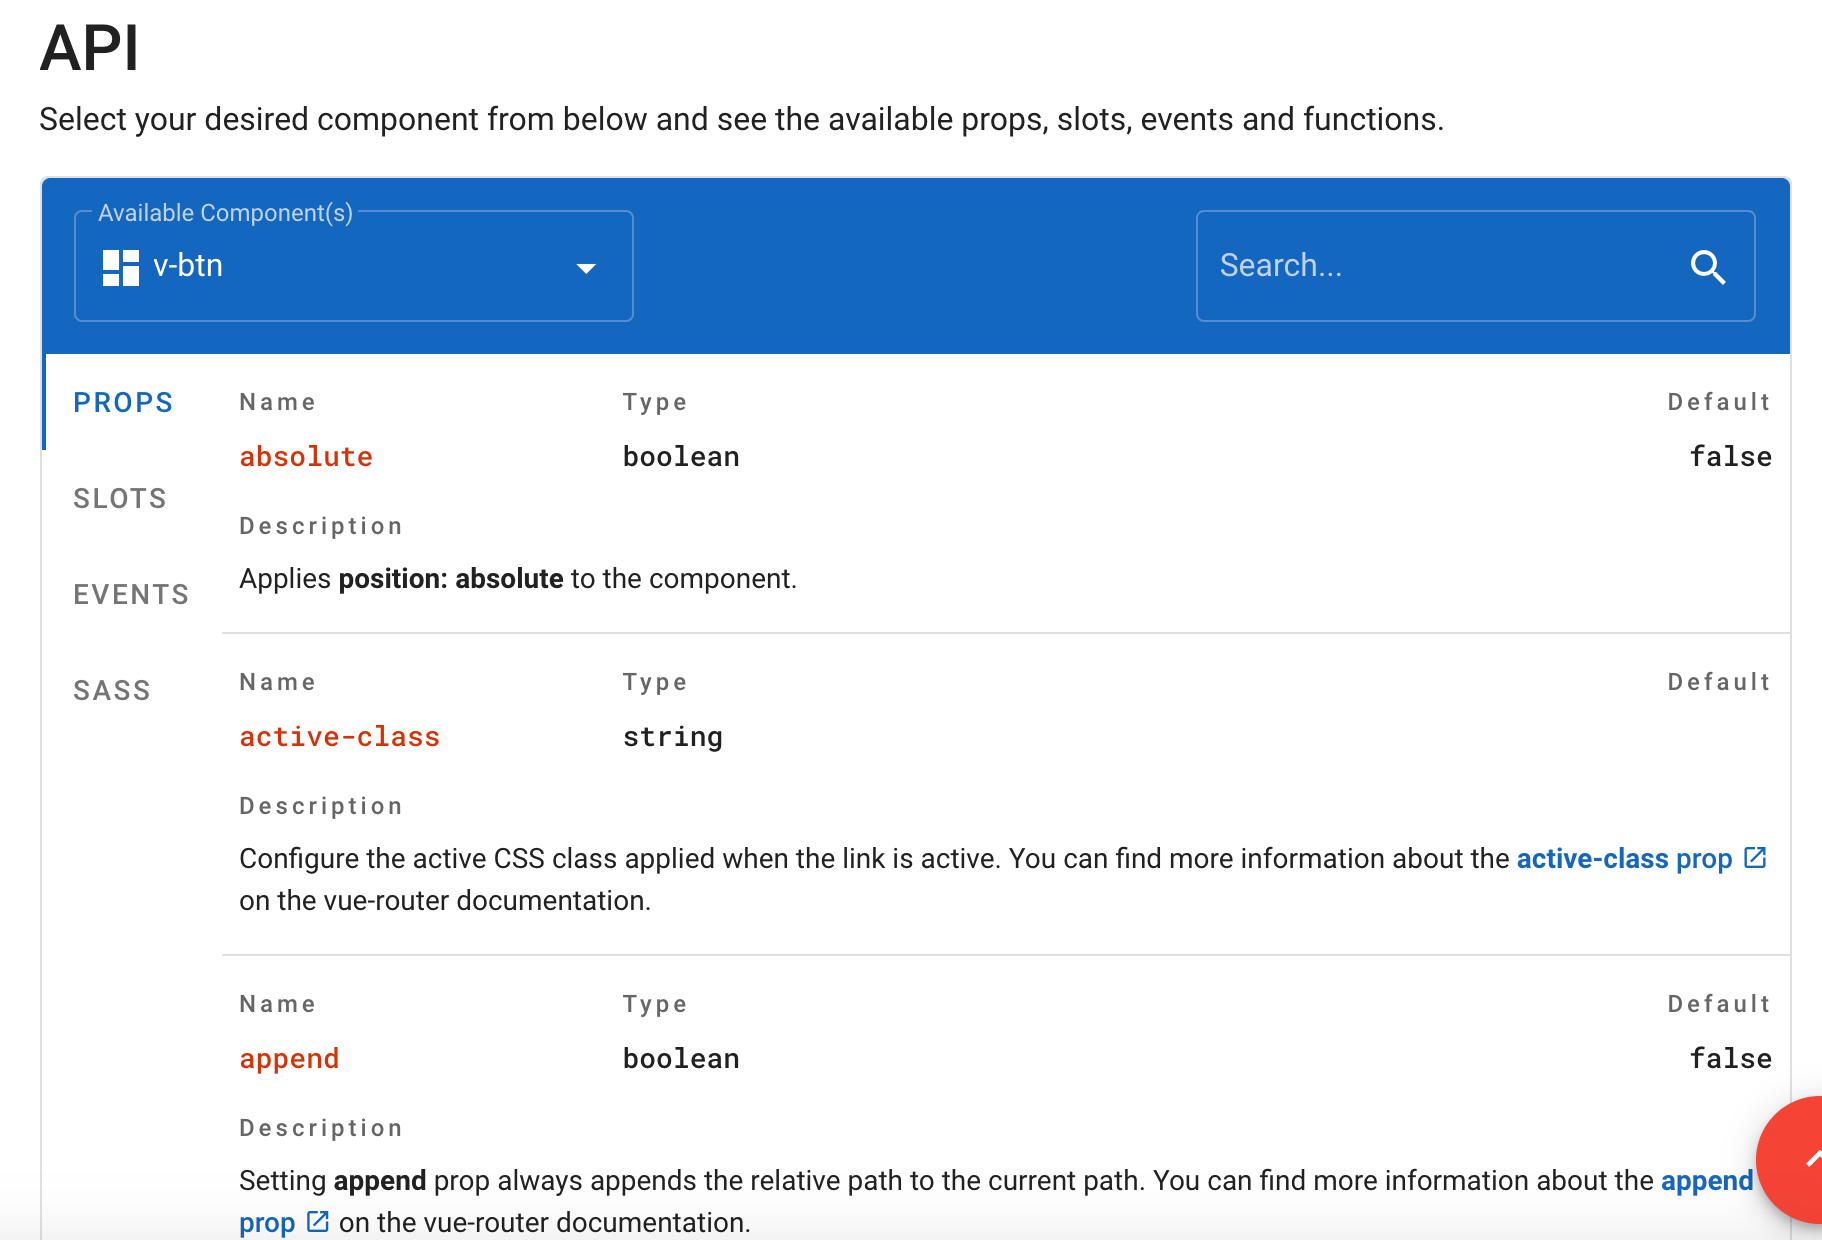 API
Select your desired component from below and see the available props, slots, events and functions.
Available Component(s)
v-btn
Search...
PROPS
SLOTS
EVENTS
SASS
Name Type Default
absolute boolean false
Description
Applies position: absolute to the component.
Name Type Default
active-class string
Description
Configure the active CSS class applied when the link is active. You can find more information about the active-class prop
on the vue-router documentation.
Name Type Default
append boolean false
Description
Setting append prop always appends the relative path to the current path. You can find more information about the append
prop on the vue-router documentation.